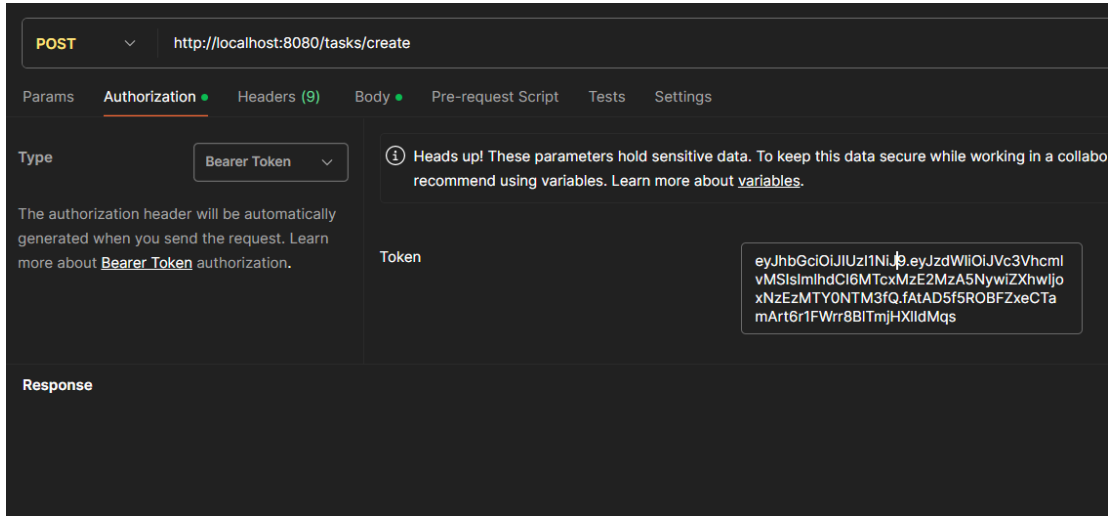 POST http://localhost:8080/tasks/create
Params Authorization Headers (9) Body Pre-request Script Tests Settings
Type Bearer Token
The authorization header will be automatically
generated when you send the request. Learn
more about Bearer Token authorization.
Heads up! These parameters hold sensitive data. To keep this data secure while working in a collabo
recommend using variables. Learn more about variables.
Token
eyJhbGciOiJIUzI1NiJ9.eyJzdWIiOiJVc3VhcmI
vMSIsImlhdCI6MTcxMzE2MzA5NywiZXhwIjo
xNzEzMTY0NTM3fQ.fAtAD5f5ROBFZxeCTa
mArt6r1FWrr8BITmjHXlIdMqs
Response